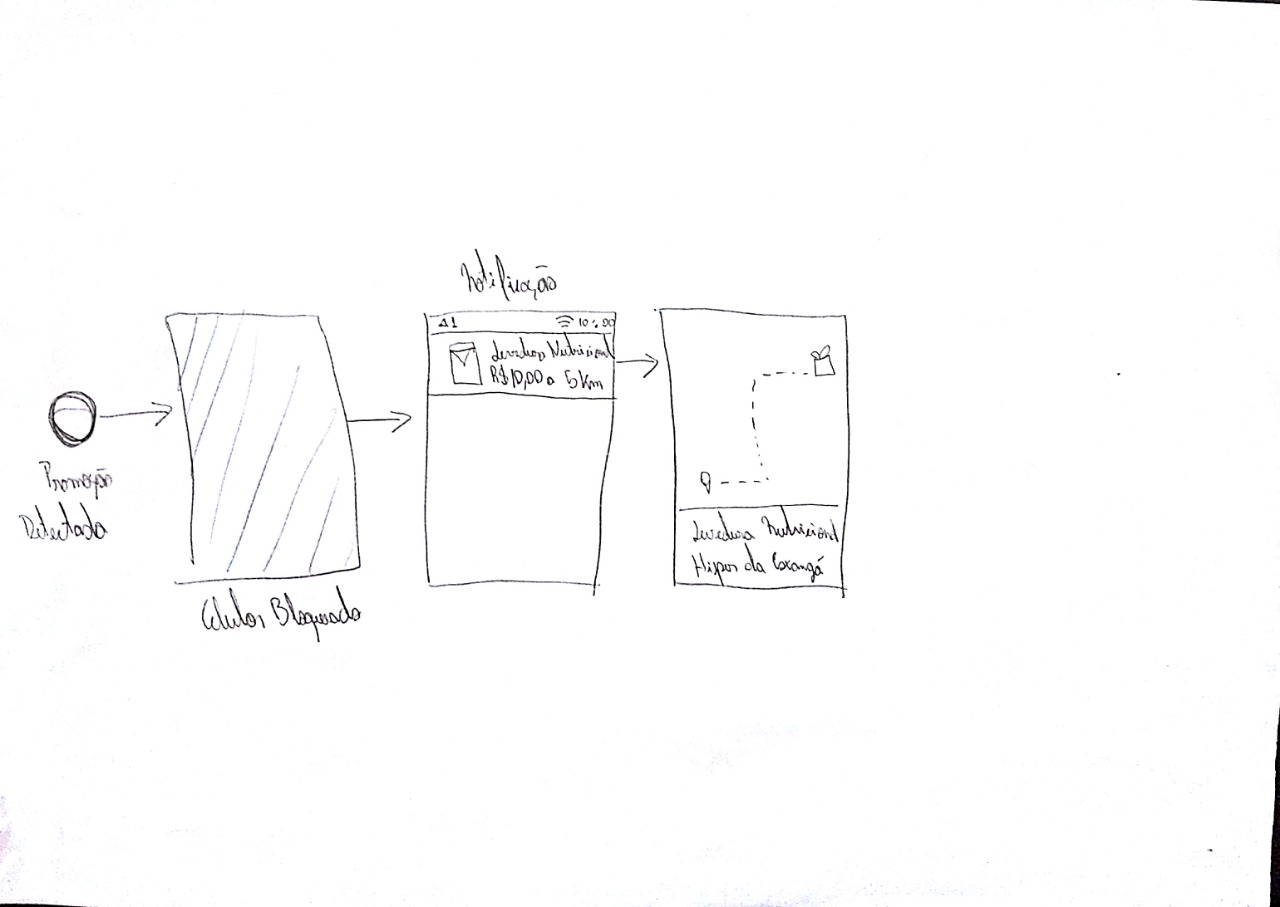 Promoção
Detectada
Celular Bloqueado
Notificação
10:00
Levedura Nutricional
R$10,00 a 5km
Levedura Nutricional
Hiper da Caxangá